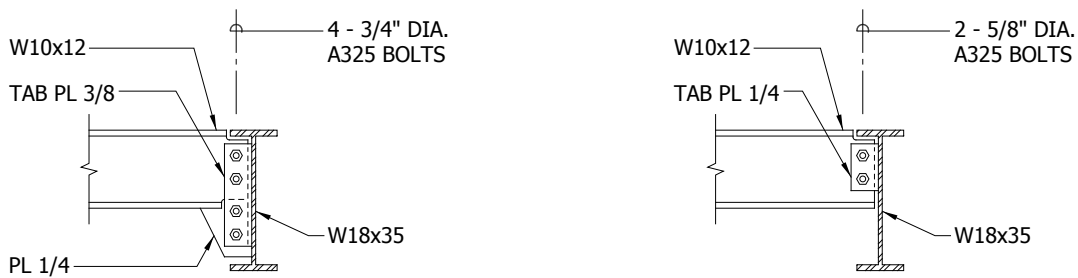 4 - 3/4" DIA.
A325 BOLTS
W10x12
TAB PL 3/8
W18x35
PL 1/4
2 - 5/8" DIA.
A325 BOLTS
W10x12
TAB PL 1/4
W18x35